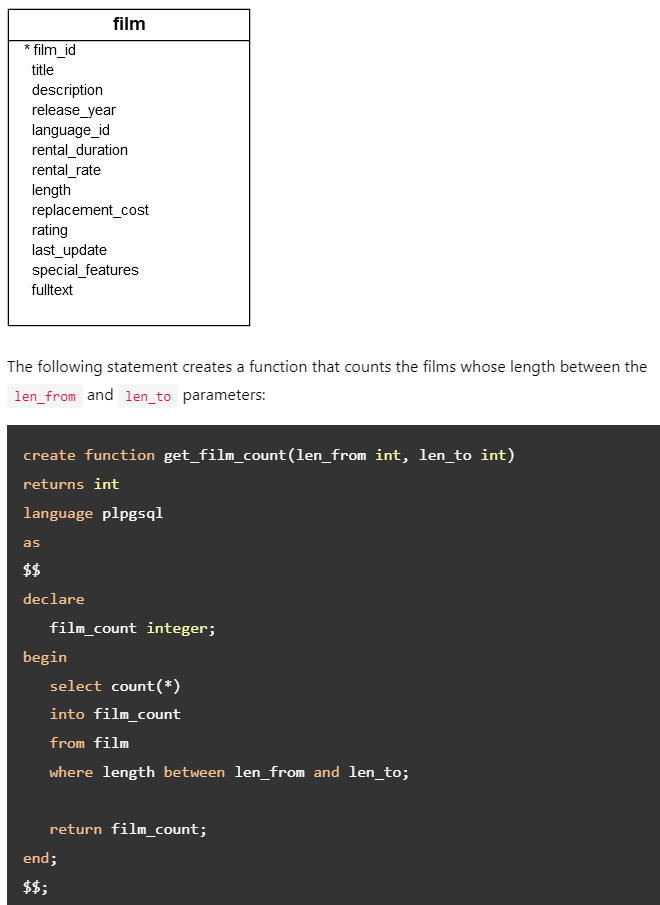 film
* film_id
title
description
release_year
language_id
rental_duration
rental_rate
length
replacement_cost
rating
last_update
special_features
fulltext
The following statement creates a function that counts the films whose length between the
len_from and len_to parameters:
create function get_film_count(len_from int, len_to int)
returns int
language plpgsql
as
$$
declare
   film_count integer;
begin
   select count(*)
   into film_count
   from film
   where length between len_from and len_to;

   return film_count;
end;
$$;